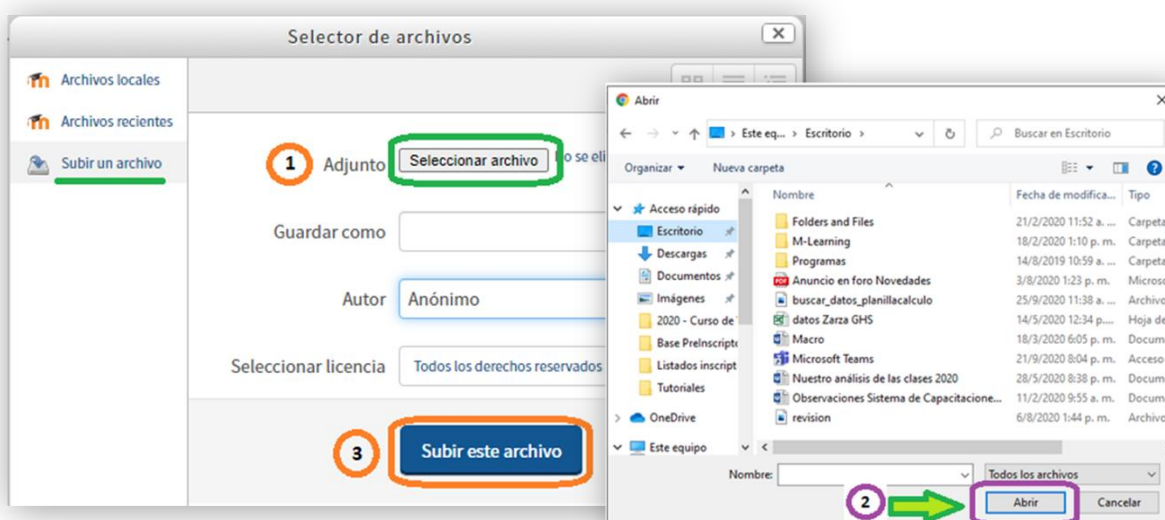 Selector de archivos
Archivos locales
Archivos recientes
Subir un archivo
1
Adjunto
Seleccionar archivo
o se eli
Guardar como
Autor
Anónimo
Seleccionar licencia
Todos los derechos reservados
3
Subir este archivo
Abrir
Este eq... > Escritorio >
Buscar en Escritorio
Organizar
Nueva carpeta
Nombre
Fecha de modifica...
Tipo
Acceso rápido
Escritorio
Descargas
Documentos
Imágenes
2020 - Curso de
Base PreInscript
Listados inscript
Tutoriales
OneDrive
Este equipo
Folders and Files 21/2/2020 11:52 a. ... Carpeta
M-Learning 18/2/2020 1:10 p. m. Carpeta
Programas 14/8/2019 10:59 a. ... Carpeta
Anuncio en foro Novedades 3/8/2020 1:23 p. m. Microso
buscar_datos_planillacalculo 25/9/2020 11:38 a. ... Archivo
datos Zarza GHS 14/5/2020 12:34 p.... Hoja de
Macro 18/3/2020 6:05 p. m. Docum
Microsoft Teams 21/9/2020 8:04 p. m. Acceso
Nuestro análisis de las clases 2020 28/5/2020 8:38 p. m. Docum
Observaciones Sistema de Capacitacione... 11/2/2020 9:55 a. m. Docum
revision 6/8/2020 1:44 p. m. Archivo
Nombre:
Todos los archivos
2
Abrir
Cancelar